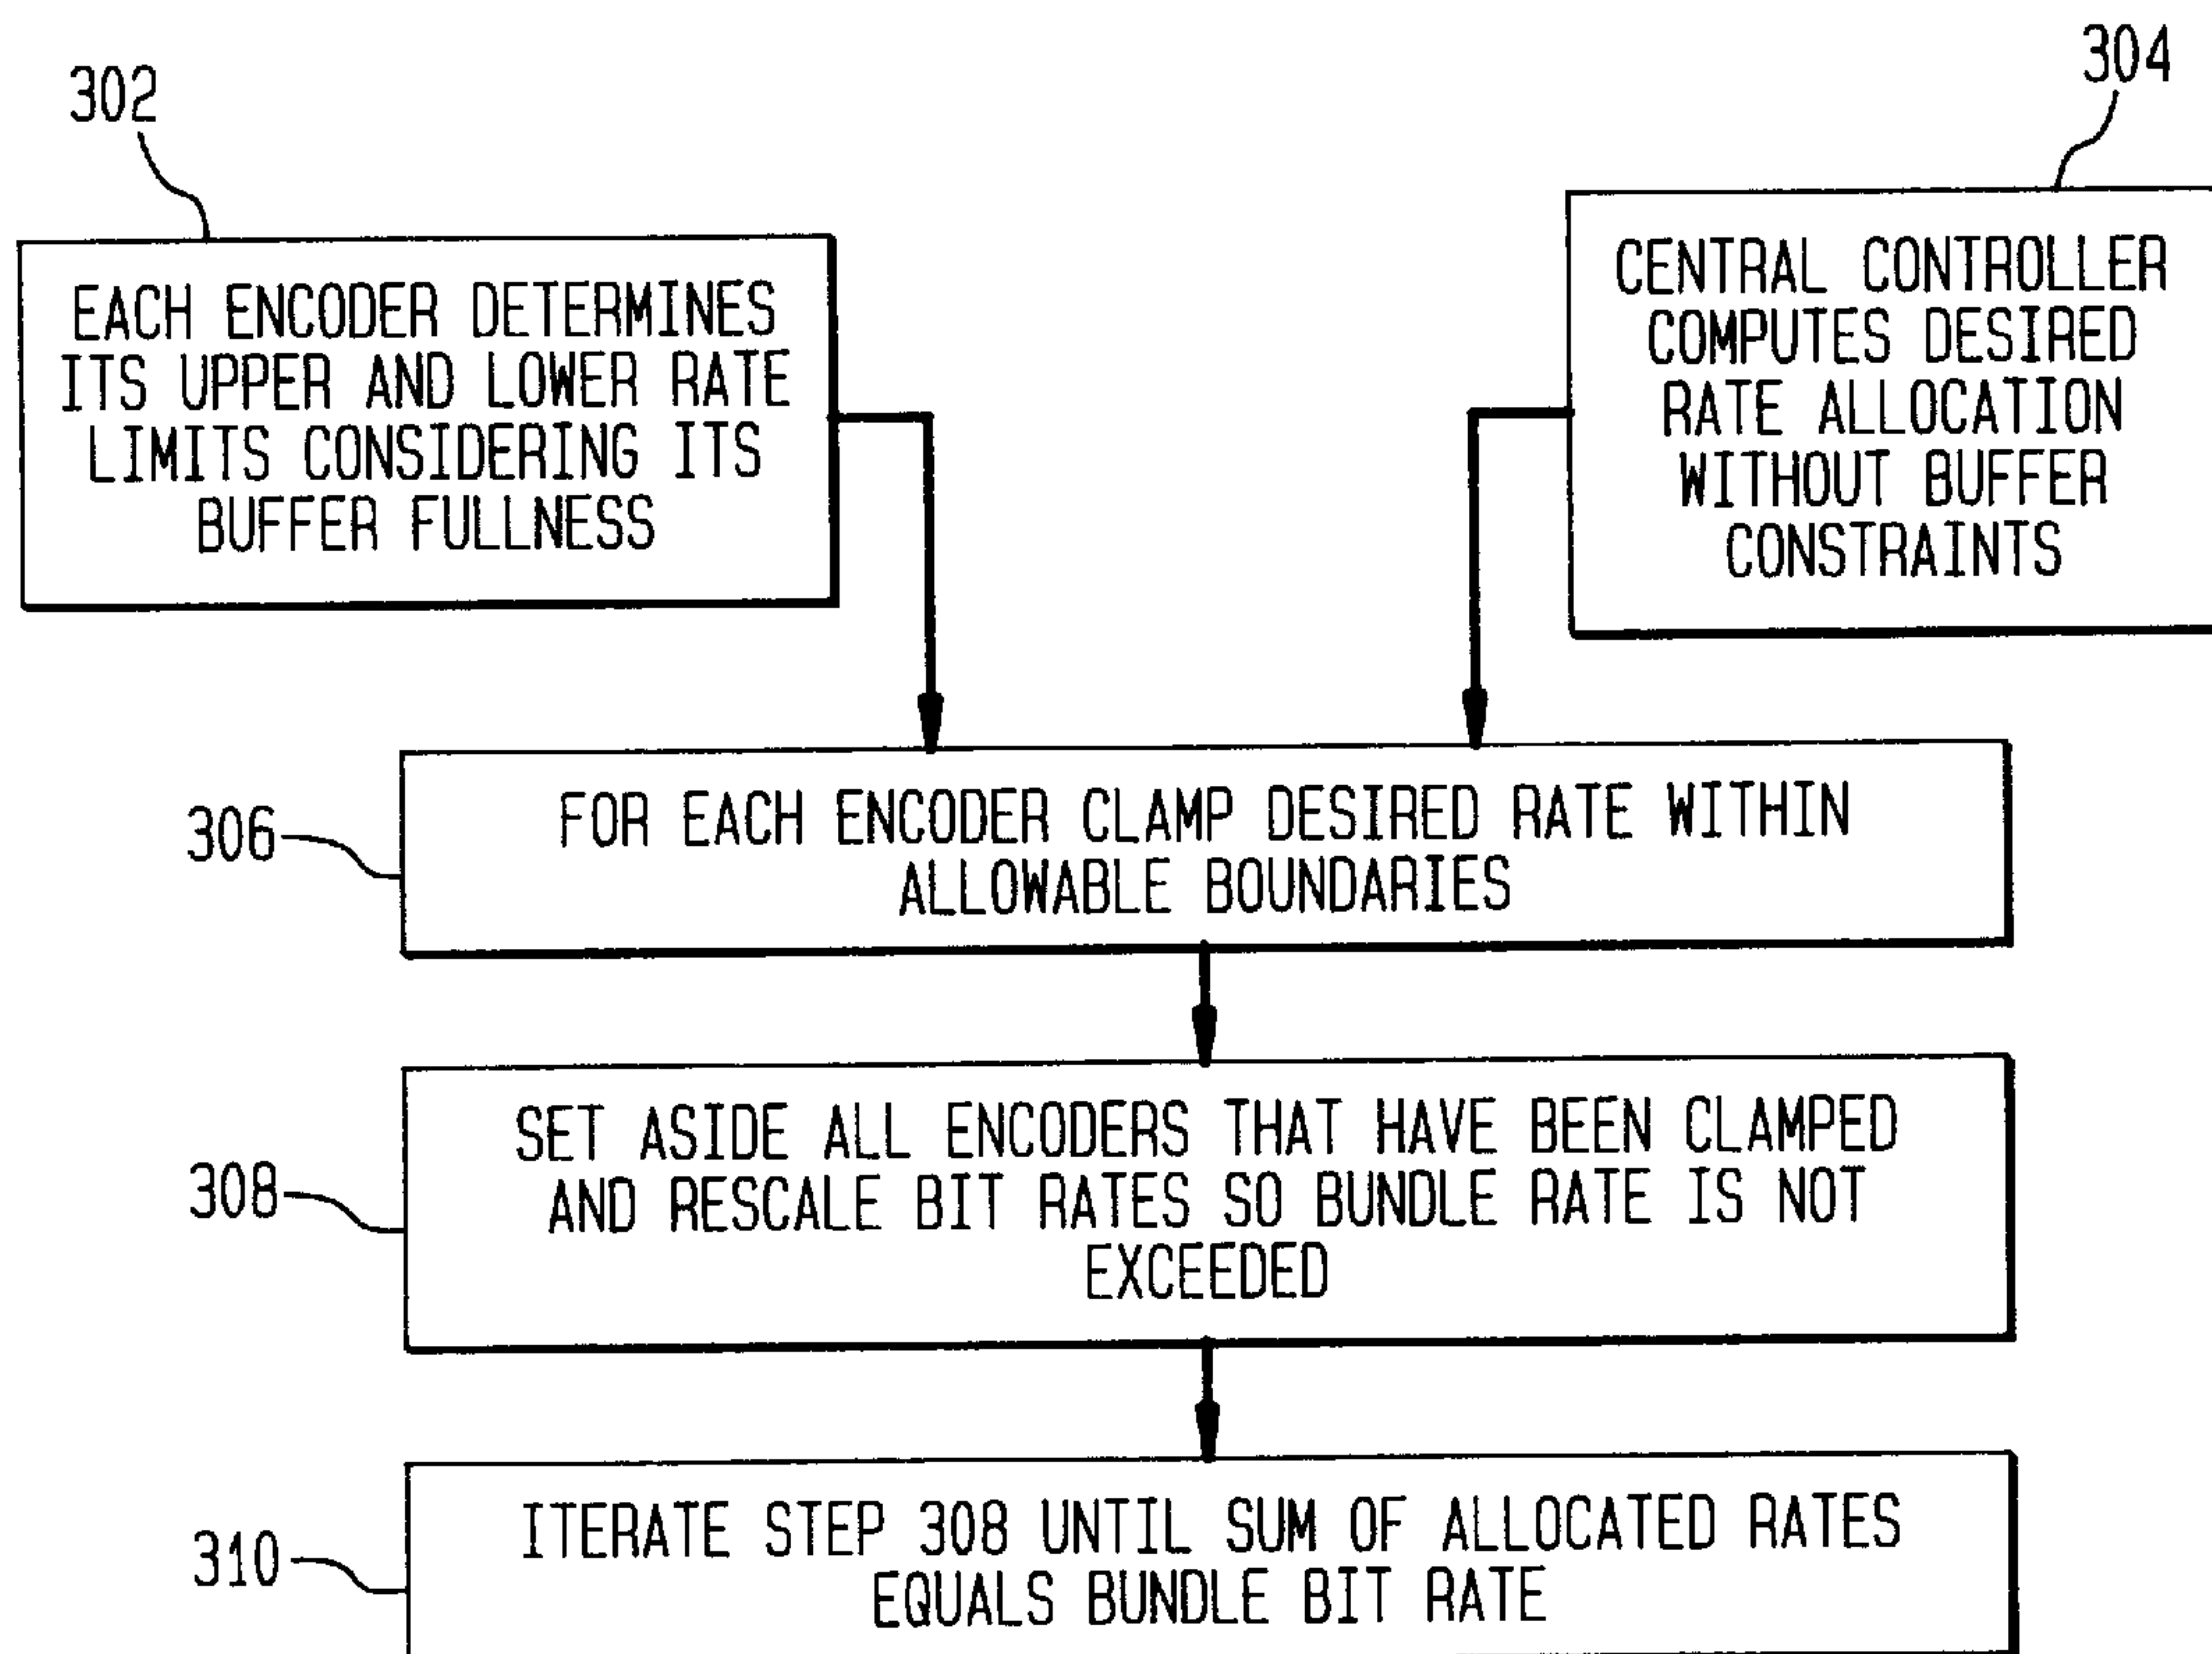 302
EACH ENCODER DETERMINES
ITS UPPER AND LOWER RATE
LIMITS CONSIDERING ITS
BUFFER FULLNESS
304
CENTRAL CONTROLLER
COMPUTES DESIRED
RATE ALLOCATION
WITHOUT BUFFER
CONSTRAINTS
306
FOR EACH ENCODER CLAMP DESIRED RATE WITHIN
ALLOWABLE BOUNDARIES
308
SET ASIDE ALL ENCODERS THAT HAVE BEEN CLAMPED
AND RESCALE BIT RATES SO BUNDLE RATE IS NOT
EXCEEDED
310
ITERATE STEP 308 UNTIL SUM OF ALLOCATED RATES
EQUALS BUNDLE BIT RATE